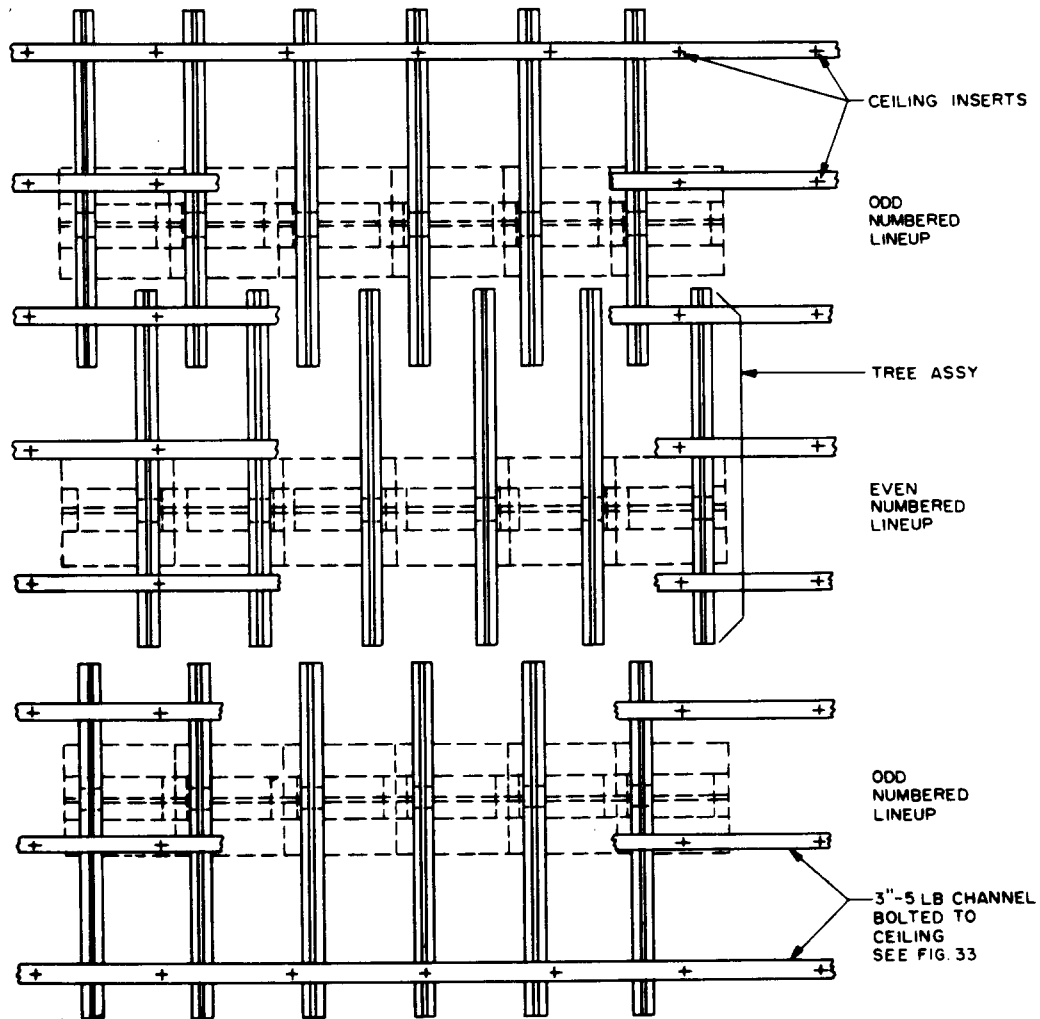 CEILING INSERTS
ODD
NUMBERED
LINEUP
TREE ASSY
EVEN
NUMBERED
LINEUP
ODD
NUMBERED
LINEUP
3"-5 LB CHANNEL
BOLTED TO
CEILING
SEE FIG. 33